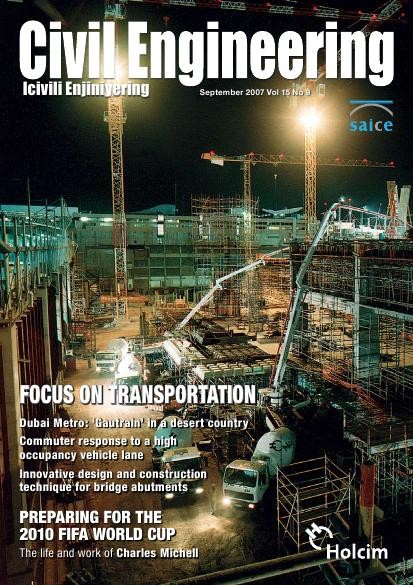 Civil Engineering
Icivili Enjiniyering
September 2007 Vol 15 No 9
saice
FOCUS ON TRANSPORTATION
Dubai Metro: 'Gautrain' in a desert country
Commuter response to a high
occupancy vehicle lane
Innovative design and construction
technique for bridge abutments
PREPARING FOR THE
2010 FIFA WORLD CUP
The life and work of Charles Michell
Holcim